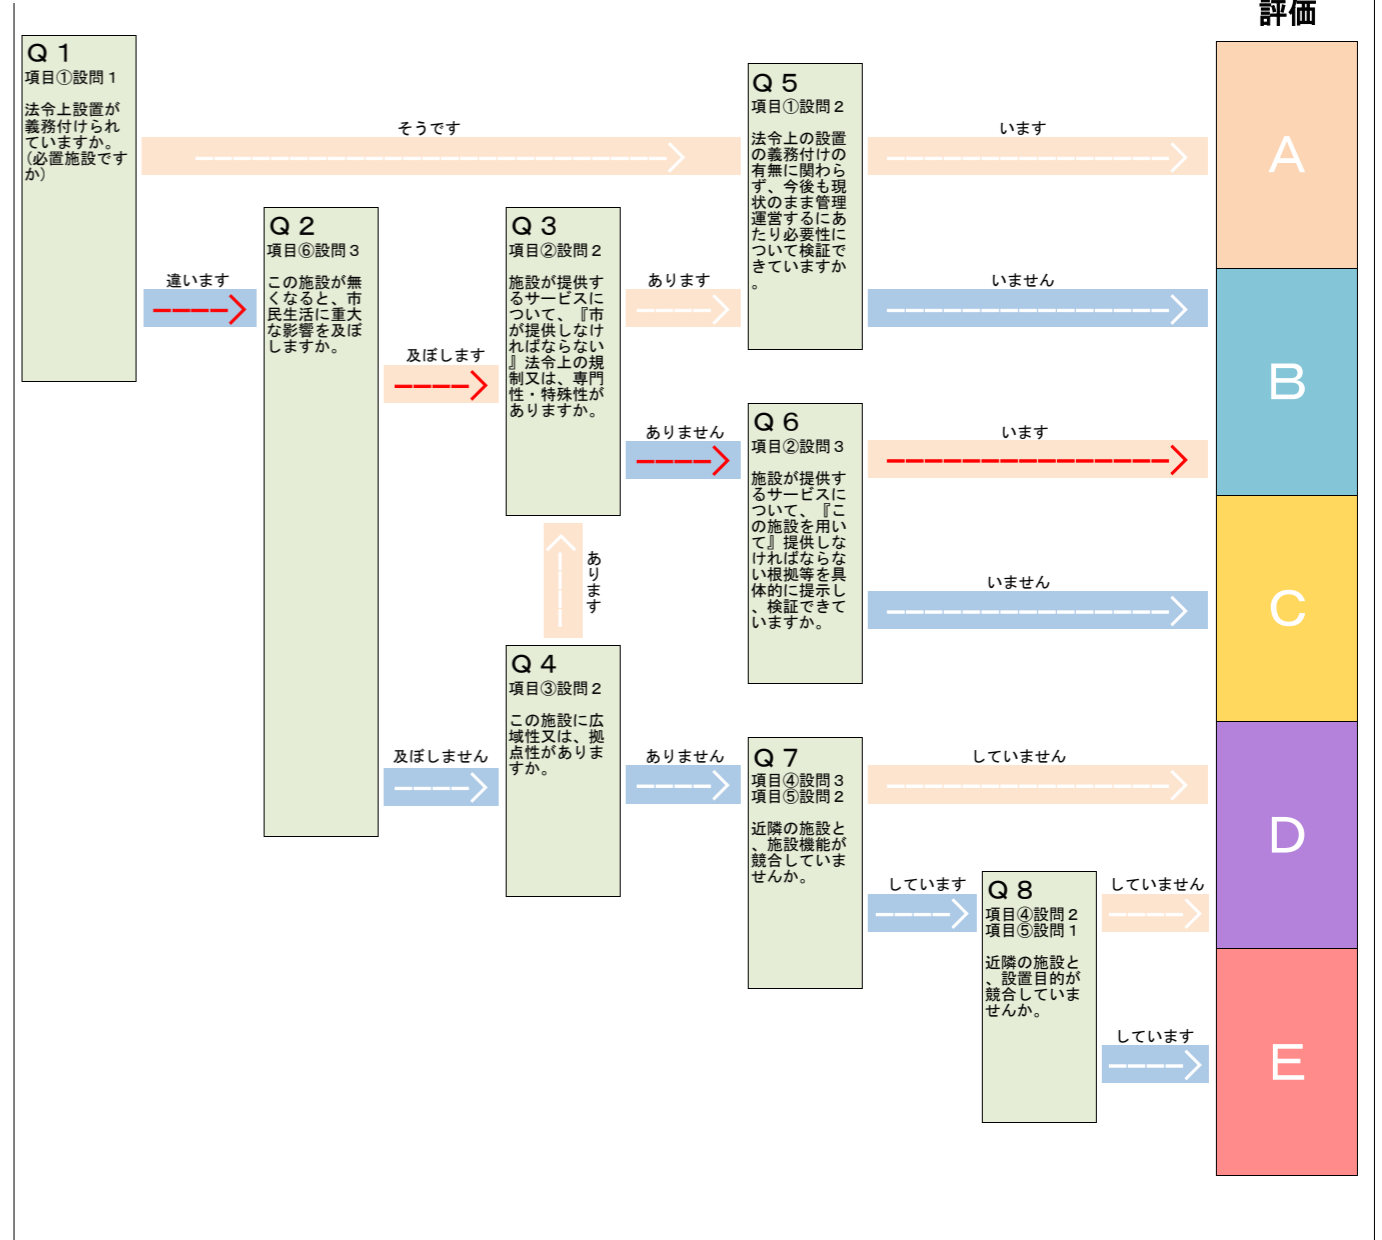 評価
Ｑ１
項目①設問１
法令上設置が
義務付けられ
ていますか。
（必置施設です
か）
そうです
違います
Ｑ２
項目⑥設問３
この施設が無
くなると、市
民生活に重大
な影響を及ぼ
しますか。
及ぼします
及ぼしません
Ｑ３
項目②設問２
施設が提供す
るサービスに
ついて、『市
が提供しなけ
ればならない
』法令上の規
制又は、専門
性・特殊性が
ありますか。
あります
ありません
あります
Ｑ４
項目③設問２
この施設に広
域性又は、拠
点性がありま
すか。
ありません
Ｑ５
項目①設問２
法令上の設置
の義務付けの
有無に関わら
ず、今後も現
状のまま管理
運営するにあ
たり必要性に
ついて検証で
きていますか
。
います
いません
Ｑ６
項目②設問３
施設が提供す
るサービスに
ついて、『こ
の施設を用い
て』提供しな
ければならな
い根拠等を具
体的に提示し
、検証できて
いますか。
います
いません
Ｑ７
項目④設問３
項目⑤設問２
近隣の施設と
、施設機能が
競合していま
せんか。
していません
しています
Ｑ８
項目④設問２
項目⑤設問１
近隣の施設と
、設置目的が
競合していま
せんか。
していません
しています
A
B
C
D
E